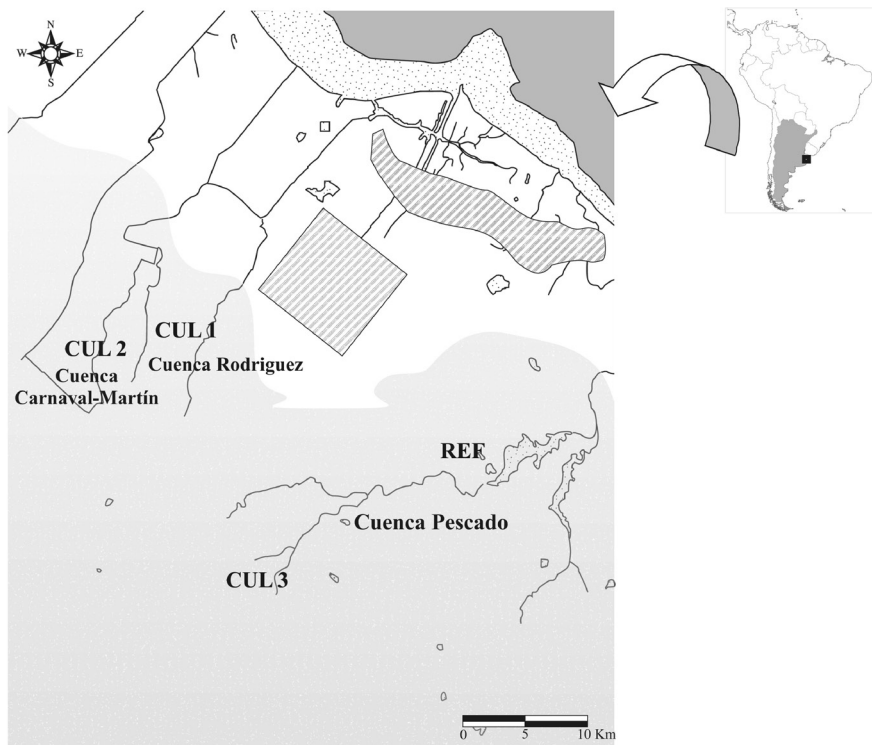 N
W E
S
CUL 1
CUL 2
Cuenca Rodriguez
Cuenca
Carnaval-Martín
REF
Cuenca Pescado
CUL 3
0 5 10 Km